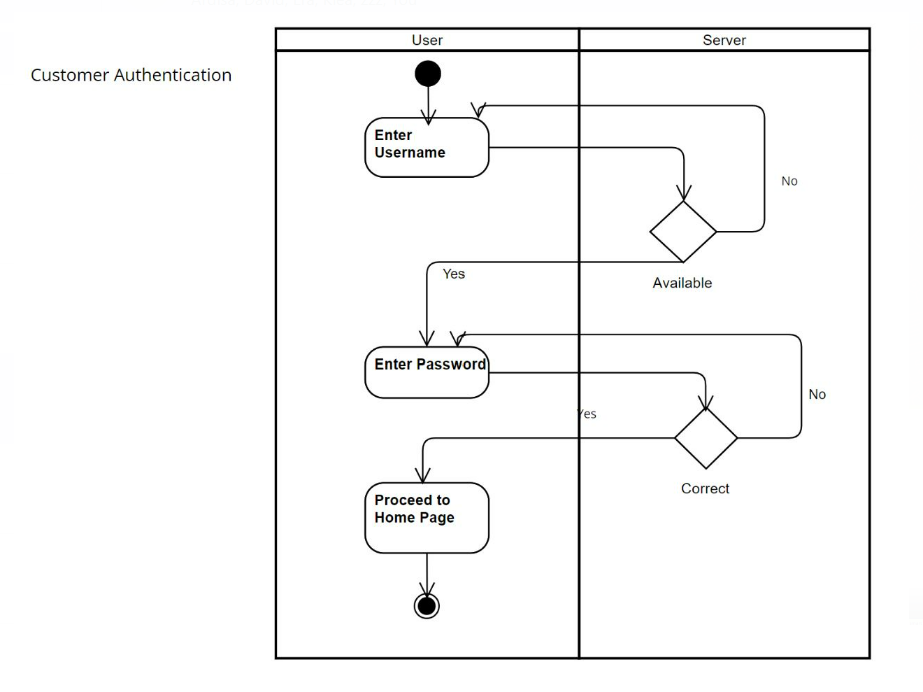 User
Server
Customer Authentication
Enter
Username
No
Available
Yes
Enter Password
No
Yes
Correct
Proceed to
Home Page